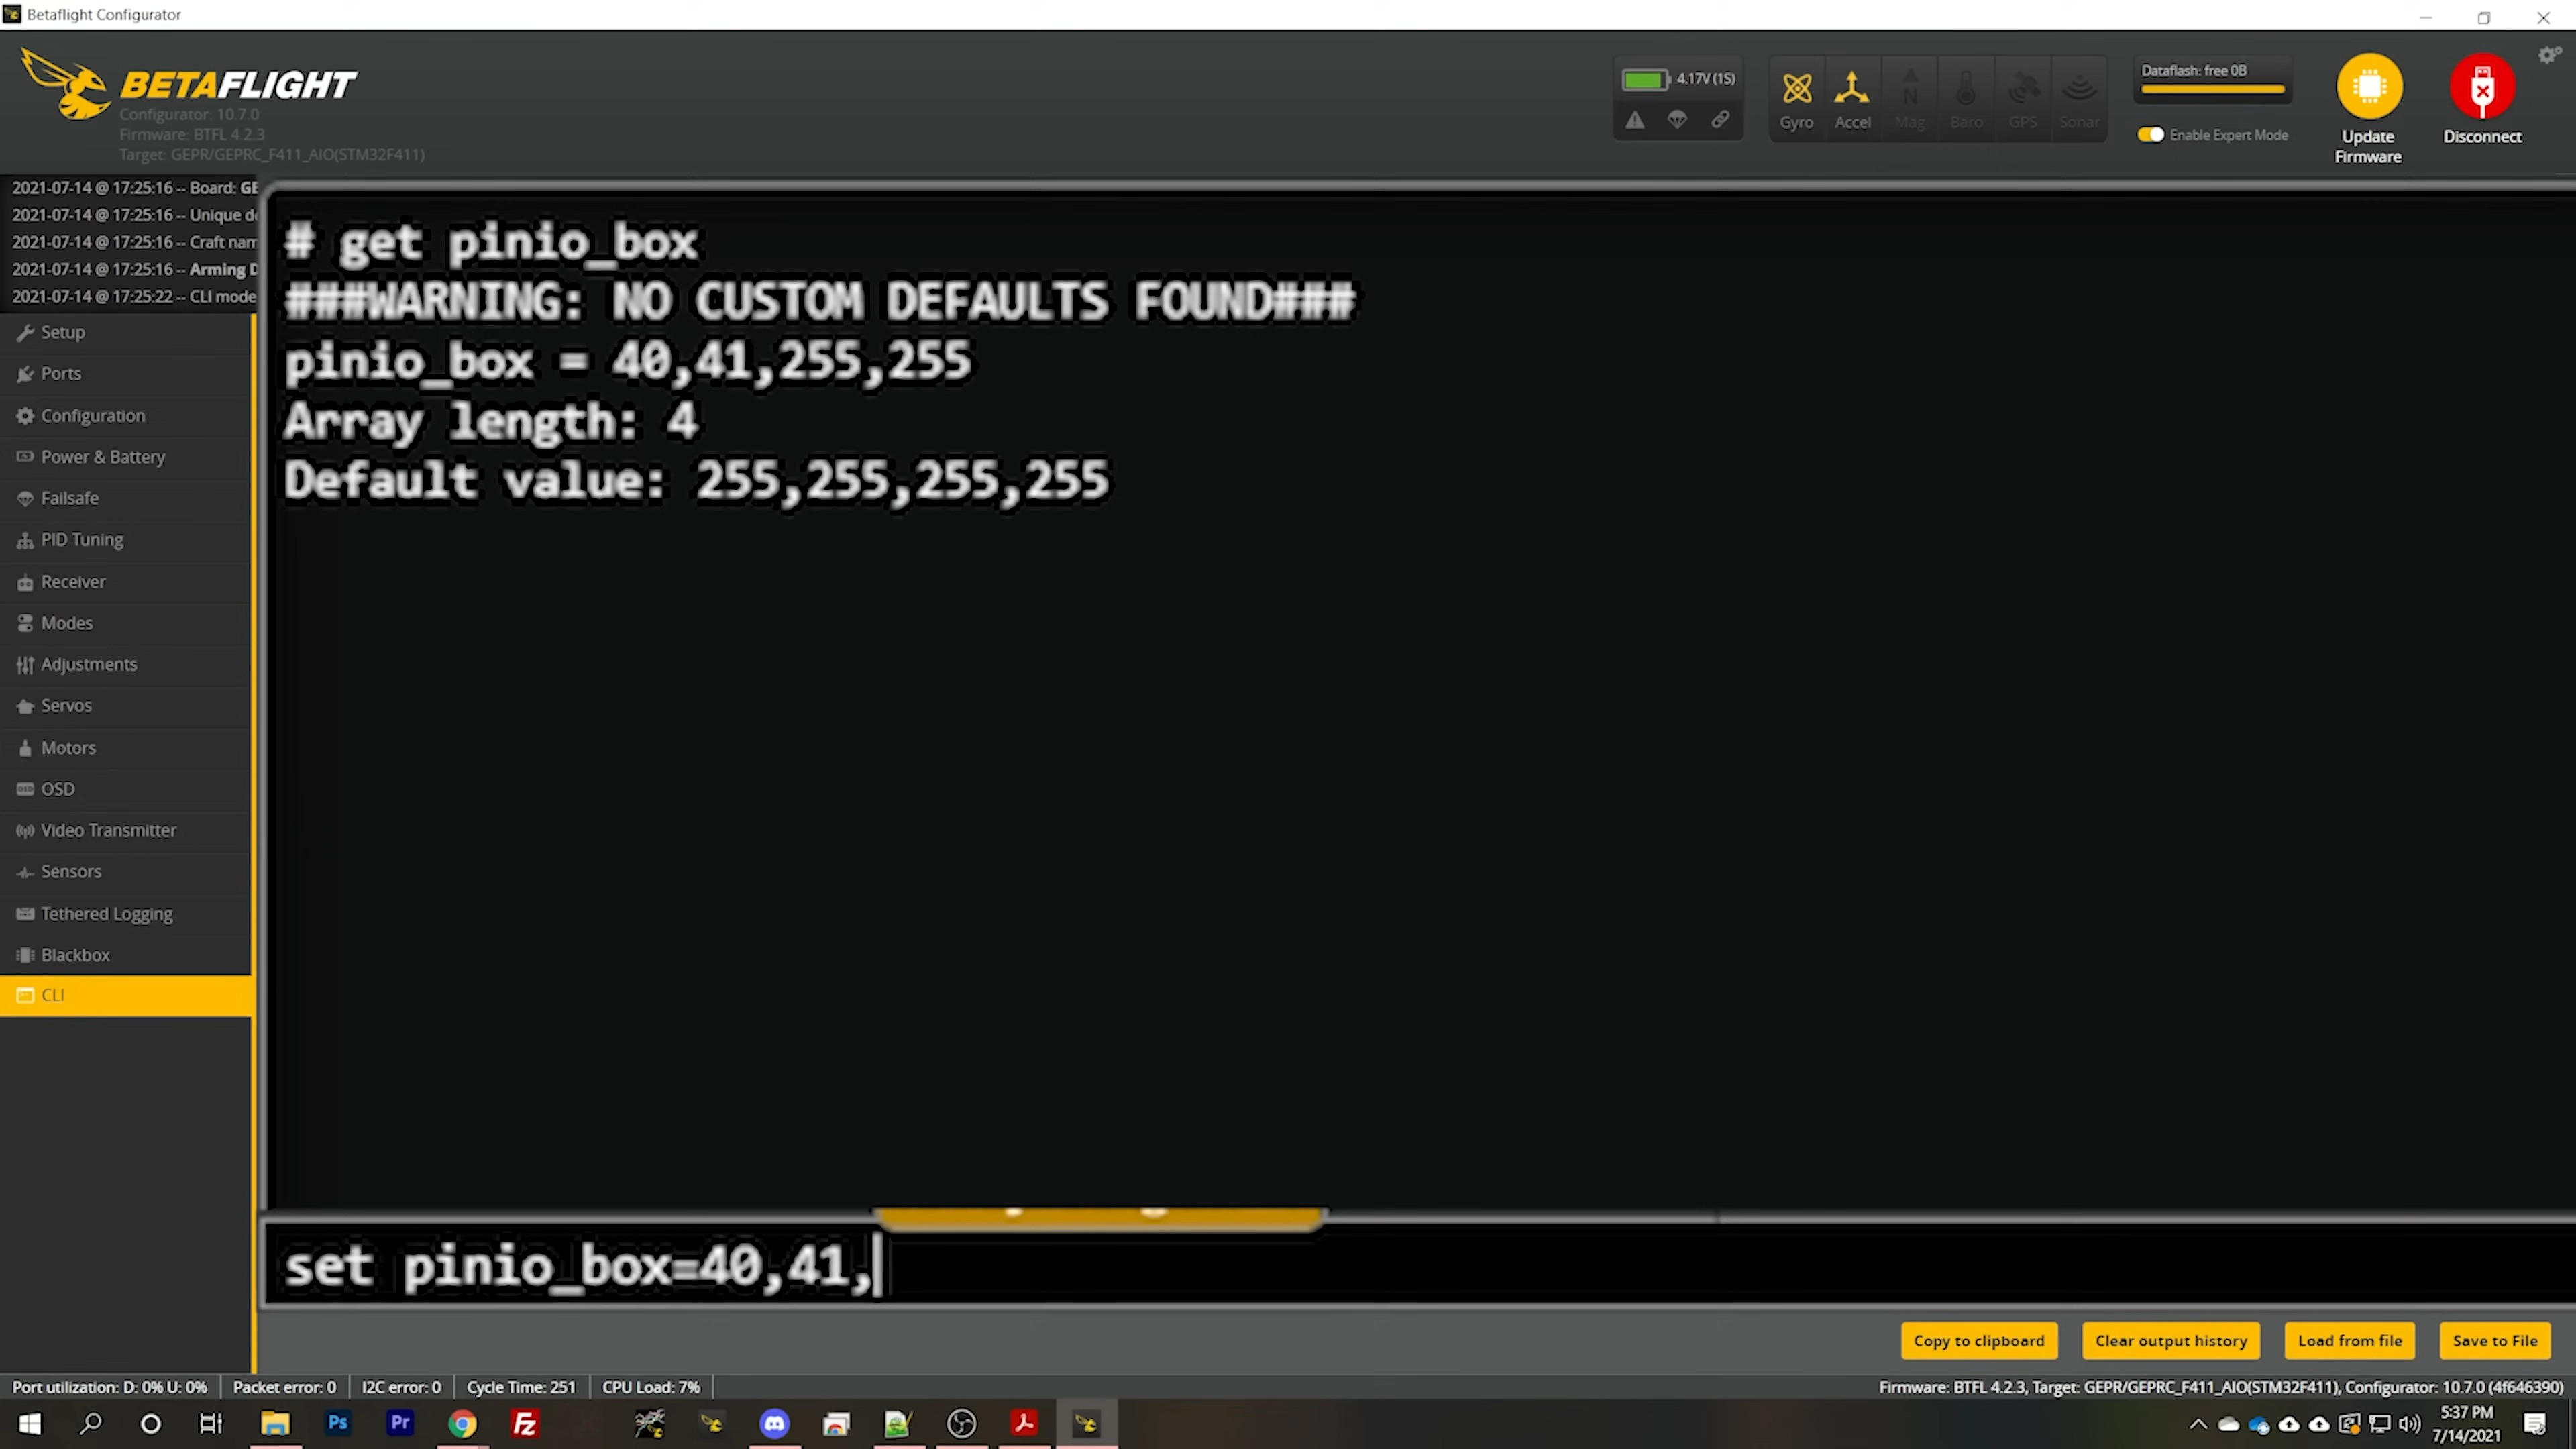 Betaflight Configurator
BETAFLIGHT
Configurator: 10.7.0
Firmware: BTFL 4.2.3
Target: GEPR/GEPRC_F411_AIO(STM32F411)
4.17V (1S)
Gyro
Accel
Mag
Baro
GPS
Sonar
Dataflash: free 0B
Enable Expert Mode
Update
Firmware
Disconnect
2021-07-14 @ 17:25:16 -- Board: GE
2021-07-14 @ 17:25:16 -- Unique de
2021-07-14 @ 17:25:16 -- Craft nam
2021-07-14 @ 17:25:16 -- Arming D
2021-07-14 @ 17:25:22 -- CLI mode
Setup
Ports
Configuration
Power & Battery
Failsafe
PID Tuning
Receiver
Modes
Adjustments
Servos
Motors
OSD
Video Transmitter
Sensors
Tethered Logging
Blackbox
CLI
# get pinio_box
###WARNING: NO CUSTOM DEFAULTS FOUND###
pinio_box = 40,41,255,255
Array length: 4
Default value: 255,255,255,255
set pinio_box=40,41,
Copy to clipboard
Clear output history
Load from file
Save to File
Port utilization: D: 0% U: 0%
Packet error: 0
I2C error: 0
Cycle Time: 251
CPU Load: 7%
Firmware: BTFL 4.2.3, Target: GEPR/GEPRC_F411_AIO(STM32F411), Configurator: 10.7.0 (4f646390)
Ps
Pr
Fz
5:37 PM
7/14/2021